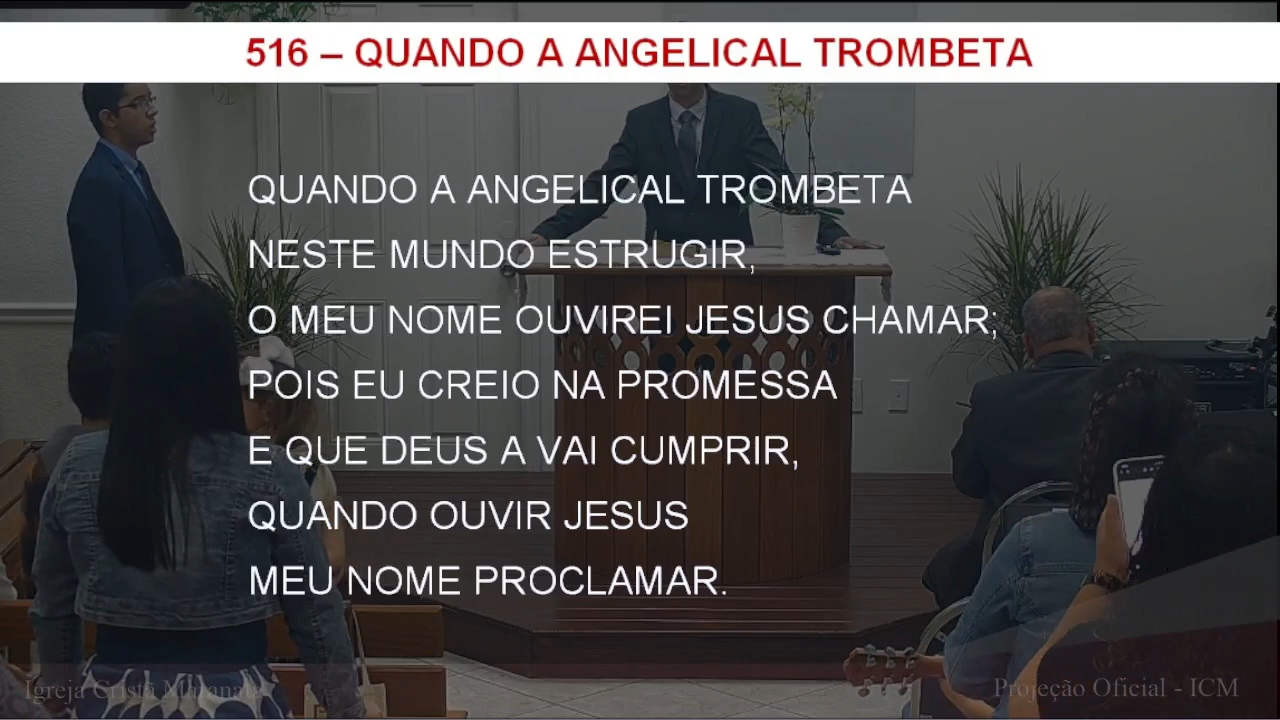 516 – QUANDO A ANGELICAL TROMBETA
QUANDO A ANGELICAL TROMBETA
NESTE MUNDO ESTRUGIR,
O MEU NOME OUVIREI JESUS CHAMAR;
POIS EU CREIO NA PROMESSA
E QUE DEUS A VAI CUMPRIR,
QUANDO OUVIR JESUS
MEU NOME PROCLAMAR.
Igreja Cristã Maranata
Projeção Oficial - ICM